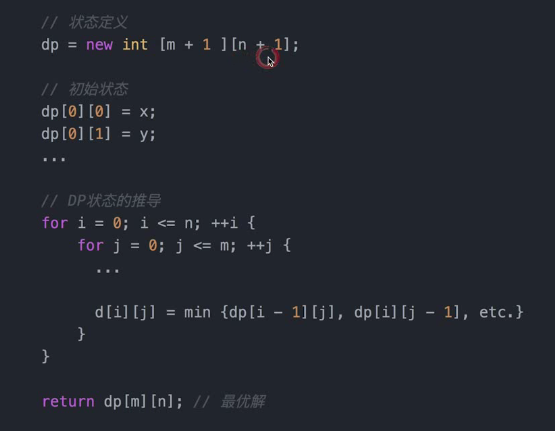 // 状态定义
dp = new int [m + 1 ][n + 1];
// 初始状态
dp[0][0] = x;
dp[0][1] = y;
...
// DP状态的推导
for i = 0; i <= n; ++i {
for j = 0; j <= m; ++j {
...
d[i][j] = min {dp[i - 1][j], dp[i][j - 1], etc.}
}
}
return dp[m][n]; // 最优解